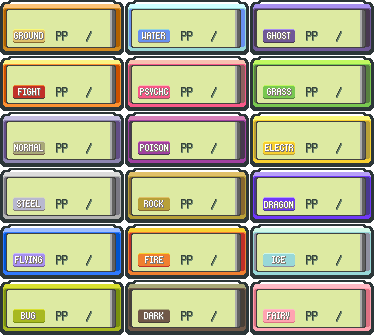 GROUND PP / WATER PP / GHOST PP /
FIGHT PP / PSYCHC PP / GRASS PP /
NORMAL PP / POISON PP / ELECTR PP /
STEEL PP / ROCK PP / DRAGON PP /
FLYING PP / FIRE PP / ICE PP /
BUG PP / DARK PP / FAIRY PP /